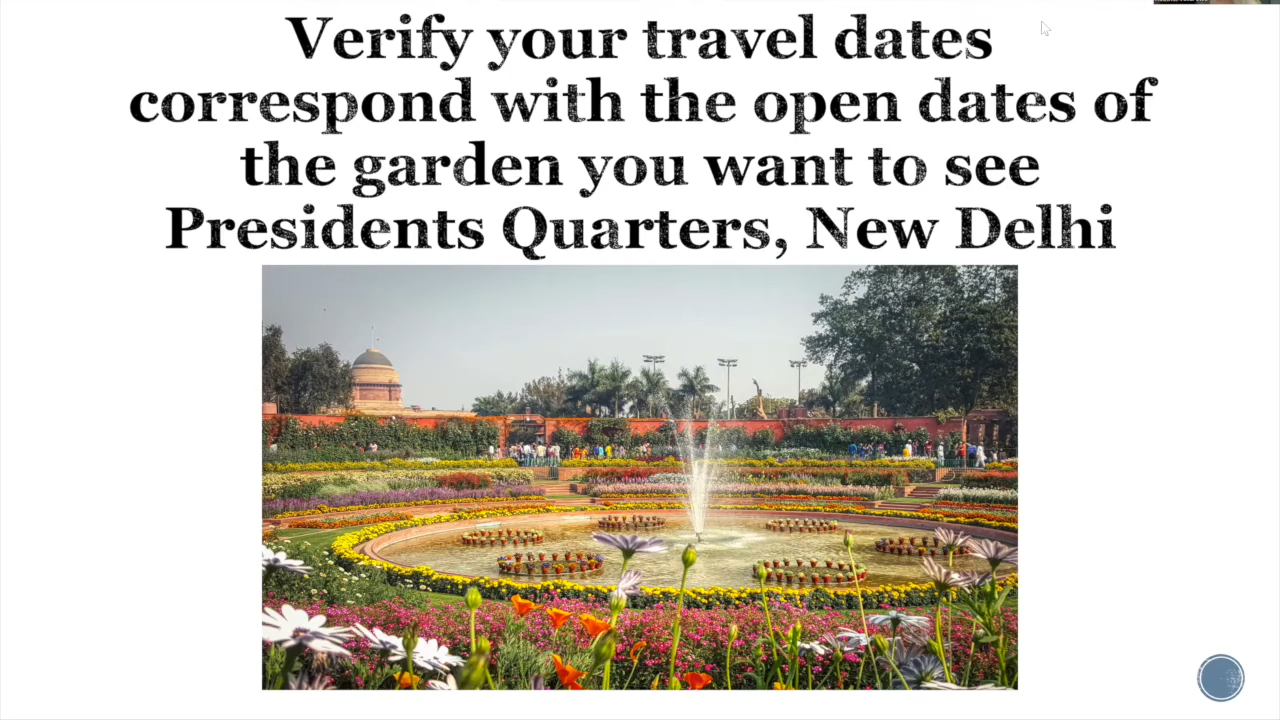 Verify your travel dates
correspond with the open dates of
the garden you want to see
Presidents Quarters, New Delhi